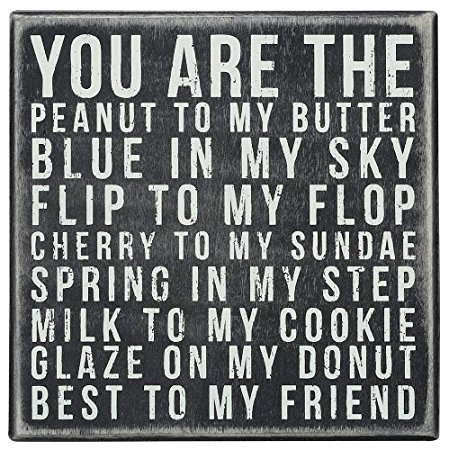 YOU ARE THE
PEANUT TO MY BUTTER
BLUE IN MY SKY
FLIP TO MY FLOP
CHERRY TO MY SUNDAE
SPRING IN MY STEP
MILK TO MY COOKIE
GLAZE ON MY DONUT
BEST TO MY FRIEND